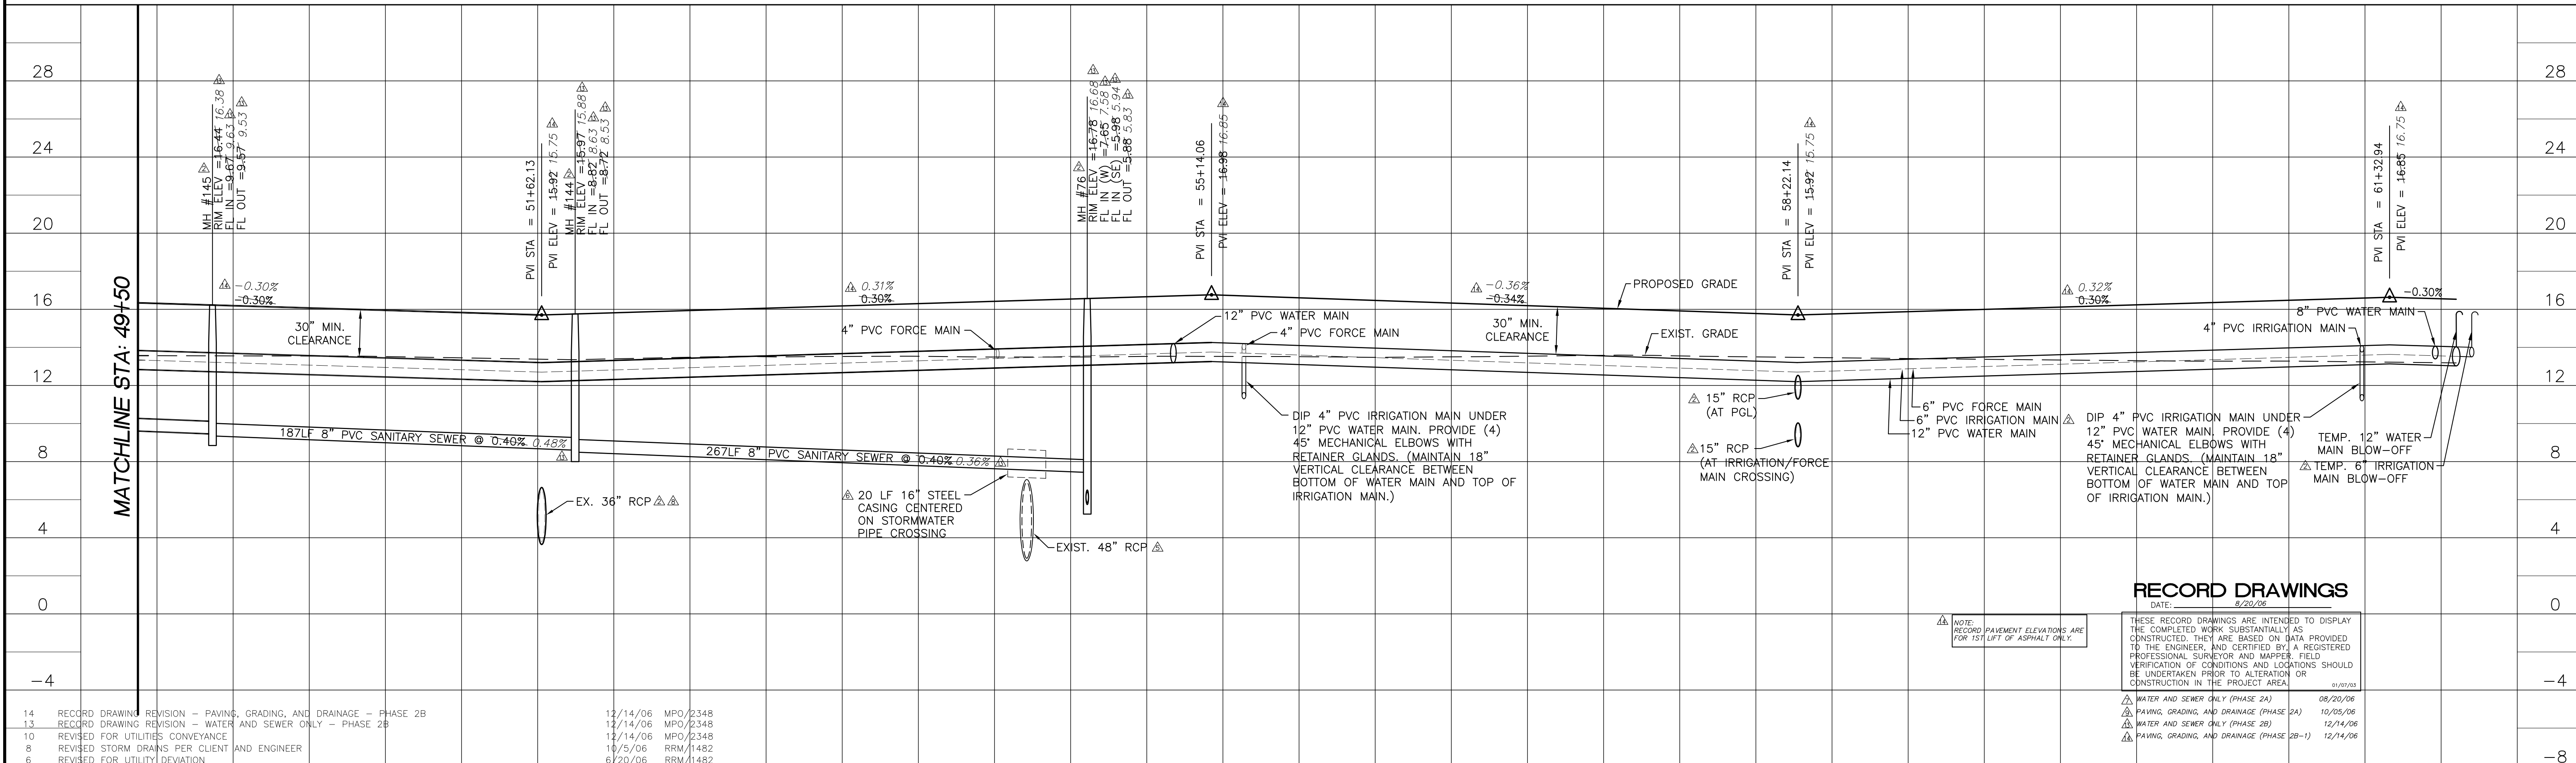 28
24
20
16
12
8
4
0
-4
MATCHLINE STA: 49+50
MH #145
RIM ELEV =16.44 16.38
FL IN =9.67 9.63
FL OUT =9.57 9.53
PVI STA = 51+62.13
PVI ELEV = 15.92 15.75
MH #144
RIM ELEV =15.97 15.88
FL IN =8.82 8.63
FL OUT =8.72 8.53
MH #76
RIM ELEV =16.78 16.68
FL IN (W) =7.65 7.58
FL IN (SE) =5.98 5.94
FL OUT =5.88 5.83
PVI STA = 55+14.06
PVI ELEV = 16.98 16.85
PVI STA = 58+22.14
PVI ELEV = 15.92 15.75
PVI STA = 61+32.94
PVI ELEV = 16.85 16.75
28
24
20
16
12
8
4
0
-4
-8
-0.30%
-0.30%
0.31%
0.30%
-0.36%
-0.34%
0.32%
0.30%
-0.30%
30" MIN.
CLEARANCE
4" PVC FORCE MAIN
12" PVC WATER MAIN
4" PVC FORCE MAIN
30" MIN.
CLEARANCE
PROPOSED GRADE
EXIST. GRADE
8" PVC WATER MAIN
4" PVC IRRIGATION MAIN
187LF 8" PVC SANITARY SEWER @ 0.40% 0.48%
13
267LF 8" PVC SANITARY SEWER @ 0.40% 0.36% 13
EX. 36" RCP 2 8
6 20 LF 16" STEEL
CASING CENTERED
ON STORMWATER
PIPE CROSSING
EXIST. 48" RCP
DIP 4" PVC IRRIGATION MAIN UNDER
12" PVC WATER MAIN. PROVIDE (4)
45° MECHANICAL ELBOWS WITH
RETAINER GLANDS. (MAINTAIN 18"
VERTICAL CLEARANCE BETWEEN
BOTTOM OF WATER MAIN AND TOP OF
IRRIGATION MAIN.)
2 15" RCP
(AT PGL)
2 15" RCP
(AT IRRIGATION/FORCE
MAIN CROSSING)
6" PVC FORCE MAIN
6" PVC IRRIGATION MAIN 2
12" PVC WATER MAIN
DIP 4" PVC IRRIGATION MAIN UNDER
12" PVC WATER MAIN. PROVIDE (4)
45° MECHANICAL ELBOWS WITH
RETAINER GLANDS. (MAINTAIN 18"
VERTICAL CLEARANCE BETWEEN
BOTTOM OF WATER MAIN AND TOP
OF IRRIGATION MAIN.)
TEMP. 12" WATER
MAIN BLOW-OFF
2 TEMP. 6" IRRIGATION
MAIN BLOW-OFF
14 NOTE:
RECORD PAVEMENT ELEVATIONS ARE
FOR 1ST LIFT OF ASPHALT ONLY.
RECORD DRAWINGS
DATE: 8/20/06
THESE RECORD DRAWINGS ARE INTENDED TO DISPLAY
THE COMPLETED WORK SUBSTANTIALLY AS
CONSTRUCTED. THEY ARE BASED ON DATA PROVIDED
TO THE ENGINEER, AND CERTIFIED BY, A REGISTERED
PROFESSIONAL SURVEYOR AND MAPPER. FIELD
VERIFICATION OF CONDITIONS AND LOCATIONS SHOULD
BE UNDERTAKEN PRIOR TO ALTERATION OR
CONSTRUCTION IN THE PROJECT AREA. 01/07/03
7 WATER AND SEWER ONLY (PHASE 2A) 08/20/06
9 PAVING, GRADING, AND DRAINAGE (PHASE 2A) 10/05/06
13 WATER AND SEWER ONLY (PHASE 2B) 12/14/06
14 PAVING, GRADING, AND DRAINAGE (PHASE 2B-1) 12/14/06
14 RECORD DRAWING REVISION - PAVING, GRADING, AND DRAINAGE - PHASE 2B 12/14/06 MPO/2348
13 RECORD DRAWING REVISION - WATER AND SEWER ONLY - PHASE 2B 12/14/06 MPO/2348
10 REVISED FOR UTILITIES CONVEYANCE 12/14/06 MPO/2348
8 REVISED STORM DRAINS PER CLIENT AND ENGINEER 10/5/06 RRM/1482
6 REVISED FOR UTILITY DEVIATION 6/20/06 RRM/1482